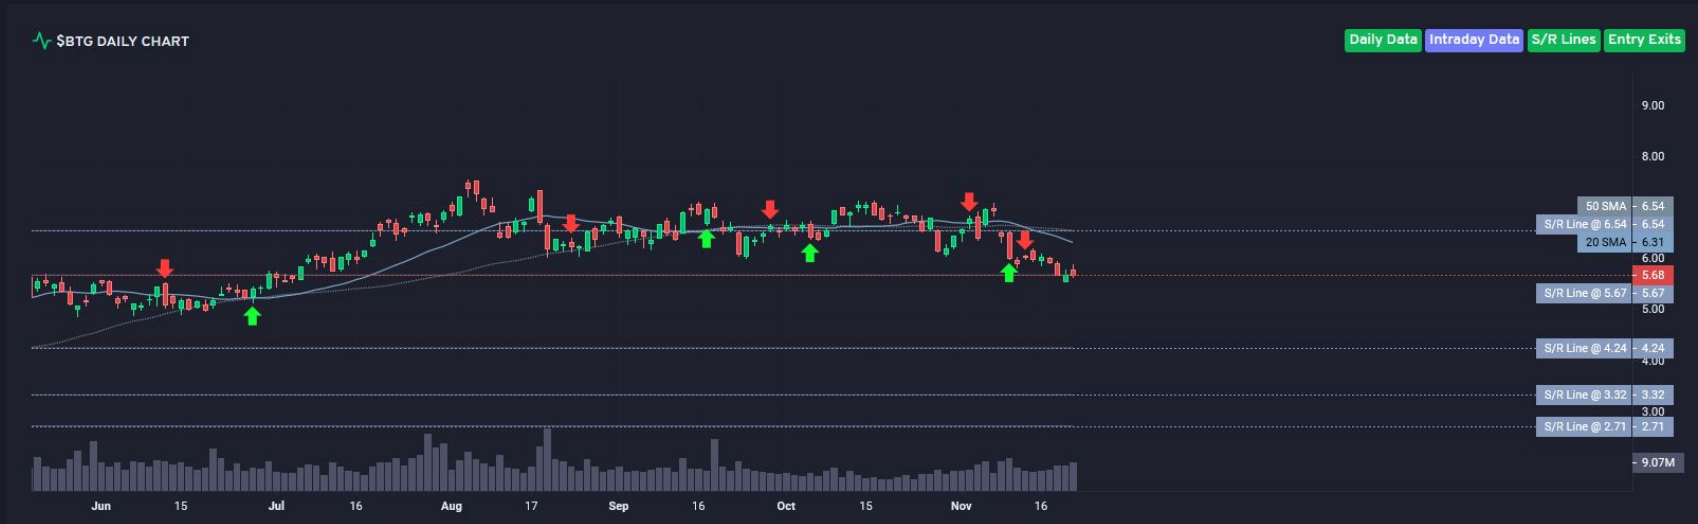 $BTG DAILY CHART
Daily Data Intraday Data S/R Lines Entry Exits
9.00
8.00
50 SMA - 6.54
S/R Line @ 6.54 - 6.54
20 SMA - 6.31
6.00
- 5.68
S/R Line @ 5.67 - 5.67
5.00
S/R Line @ 4.24 - 4.24
4.00
S/R Line @ 3.32 - 3.32
3.00
S/R Line @ 2.71 - 2.71
- 9.07M
Jun 15 Jul 16 Aug 17 Sep 16 Oct 15 Nov 16